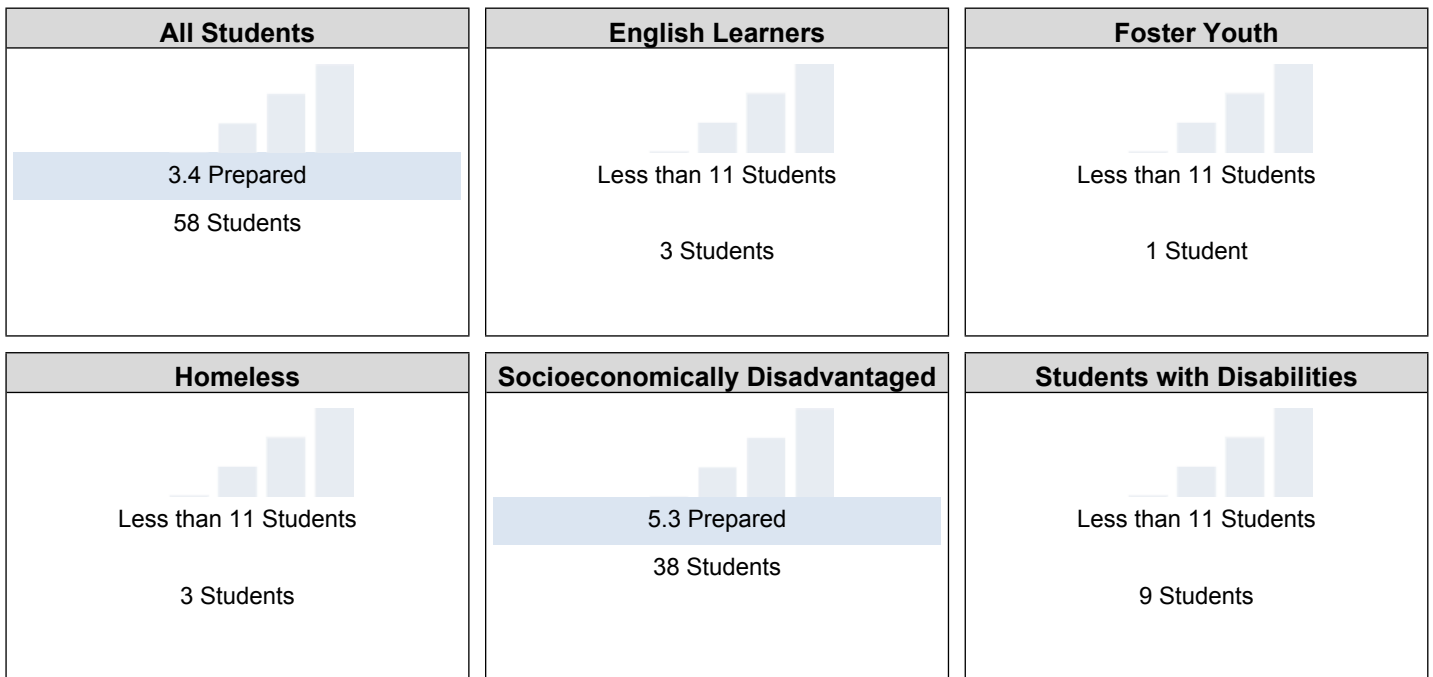 All Students
3.4 Prepared
58 Students
English Learners
Less than 11 Students
3 Students
Foster Youth
Less than 11 Students
1 Student
Homeless
Less than 11 Students
3 Students
Socioeconomically Disadvantaged
5.3 Prepared
38 Students
Students with Disabilities
Less than 11 Students
9 Students